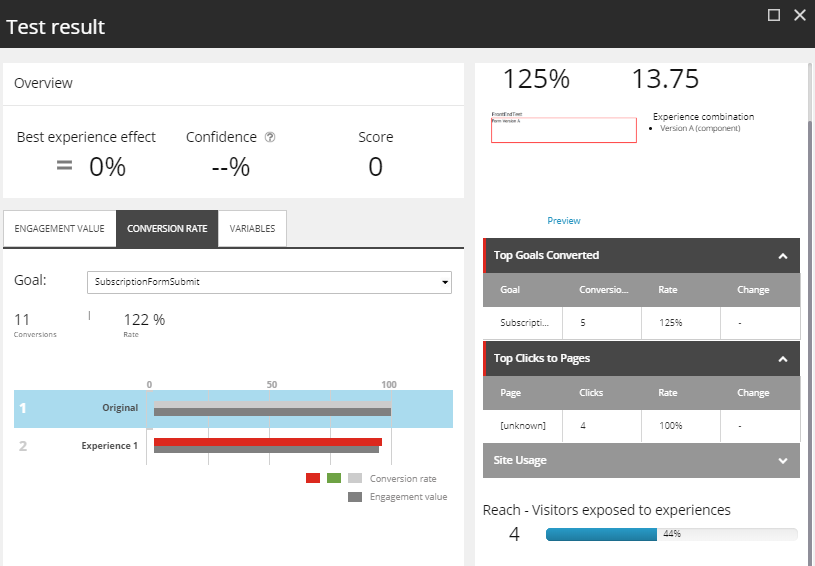 Test result
Overview
Best experience effect
Confidence ?
Score
= 0%
--%
0
ENGAGEMENT VALUE
CONVERSION RATE
VARIABLES
Goal:
SubscriptionFormSubmit
11
Conversions
122 %
Rate
0 50 100
1 Original
2 Experience 1
Conversion rate
Engagement value
125%
13.75
FrontEndTest
Form Version A
Experience combination
Version A (component)
Preview
Top Goals Converted
Goal Conversio... Rate Change
Subscripti... 5 125% -
Top Clicks to Pages
Page Clicks Rate Change
[unknown] 4 100% -
Site Usage
Reach - Visitors exposed to experiences
4 44%